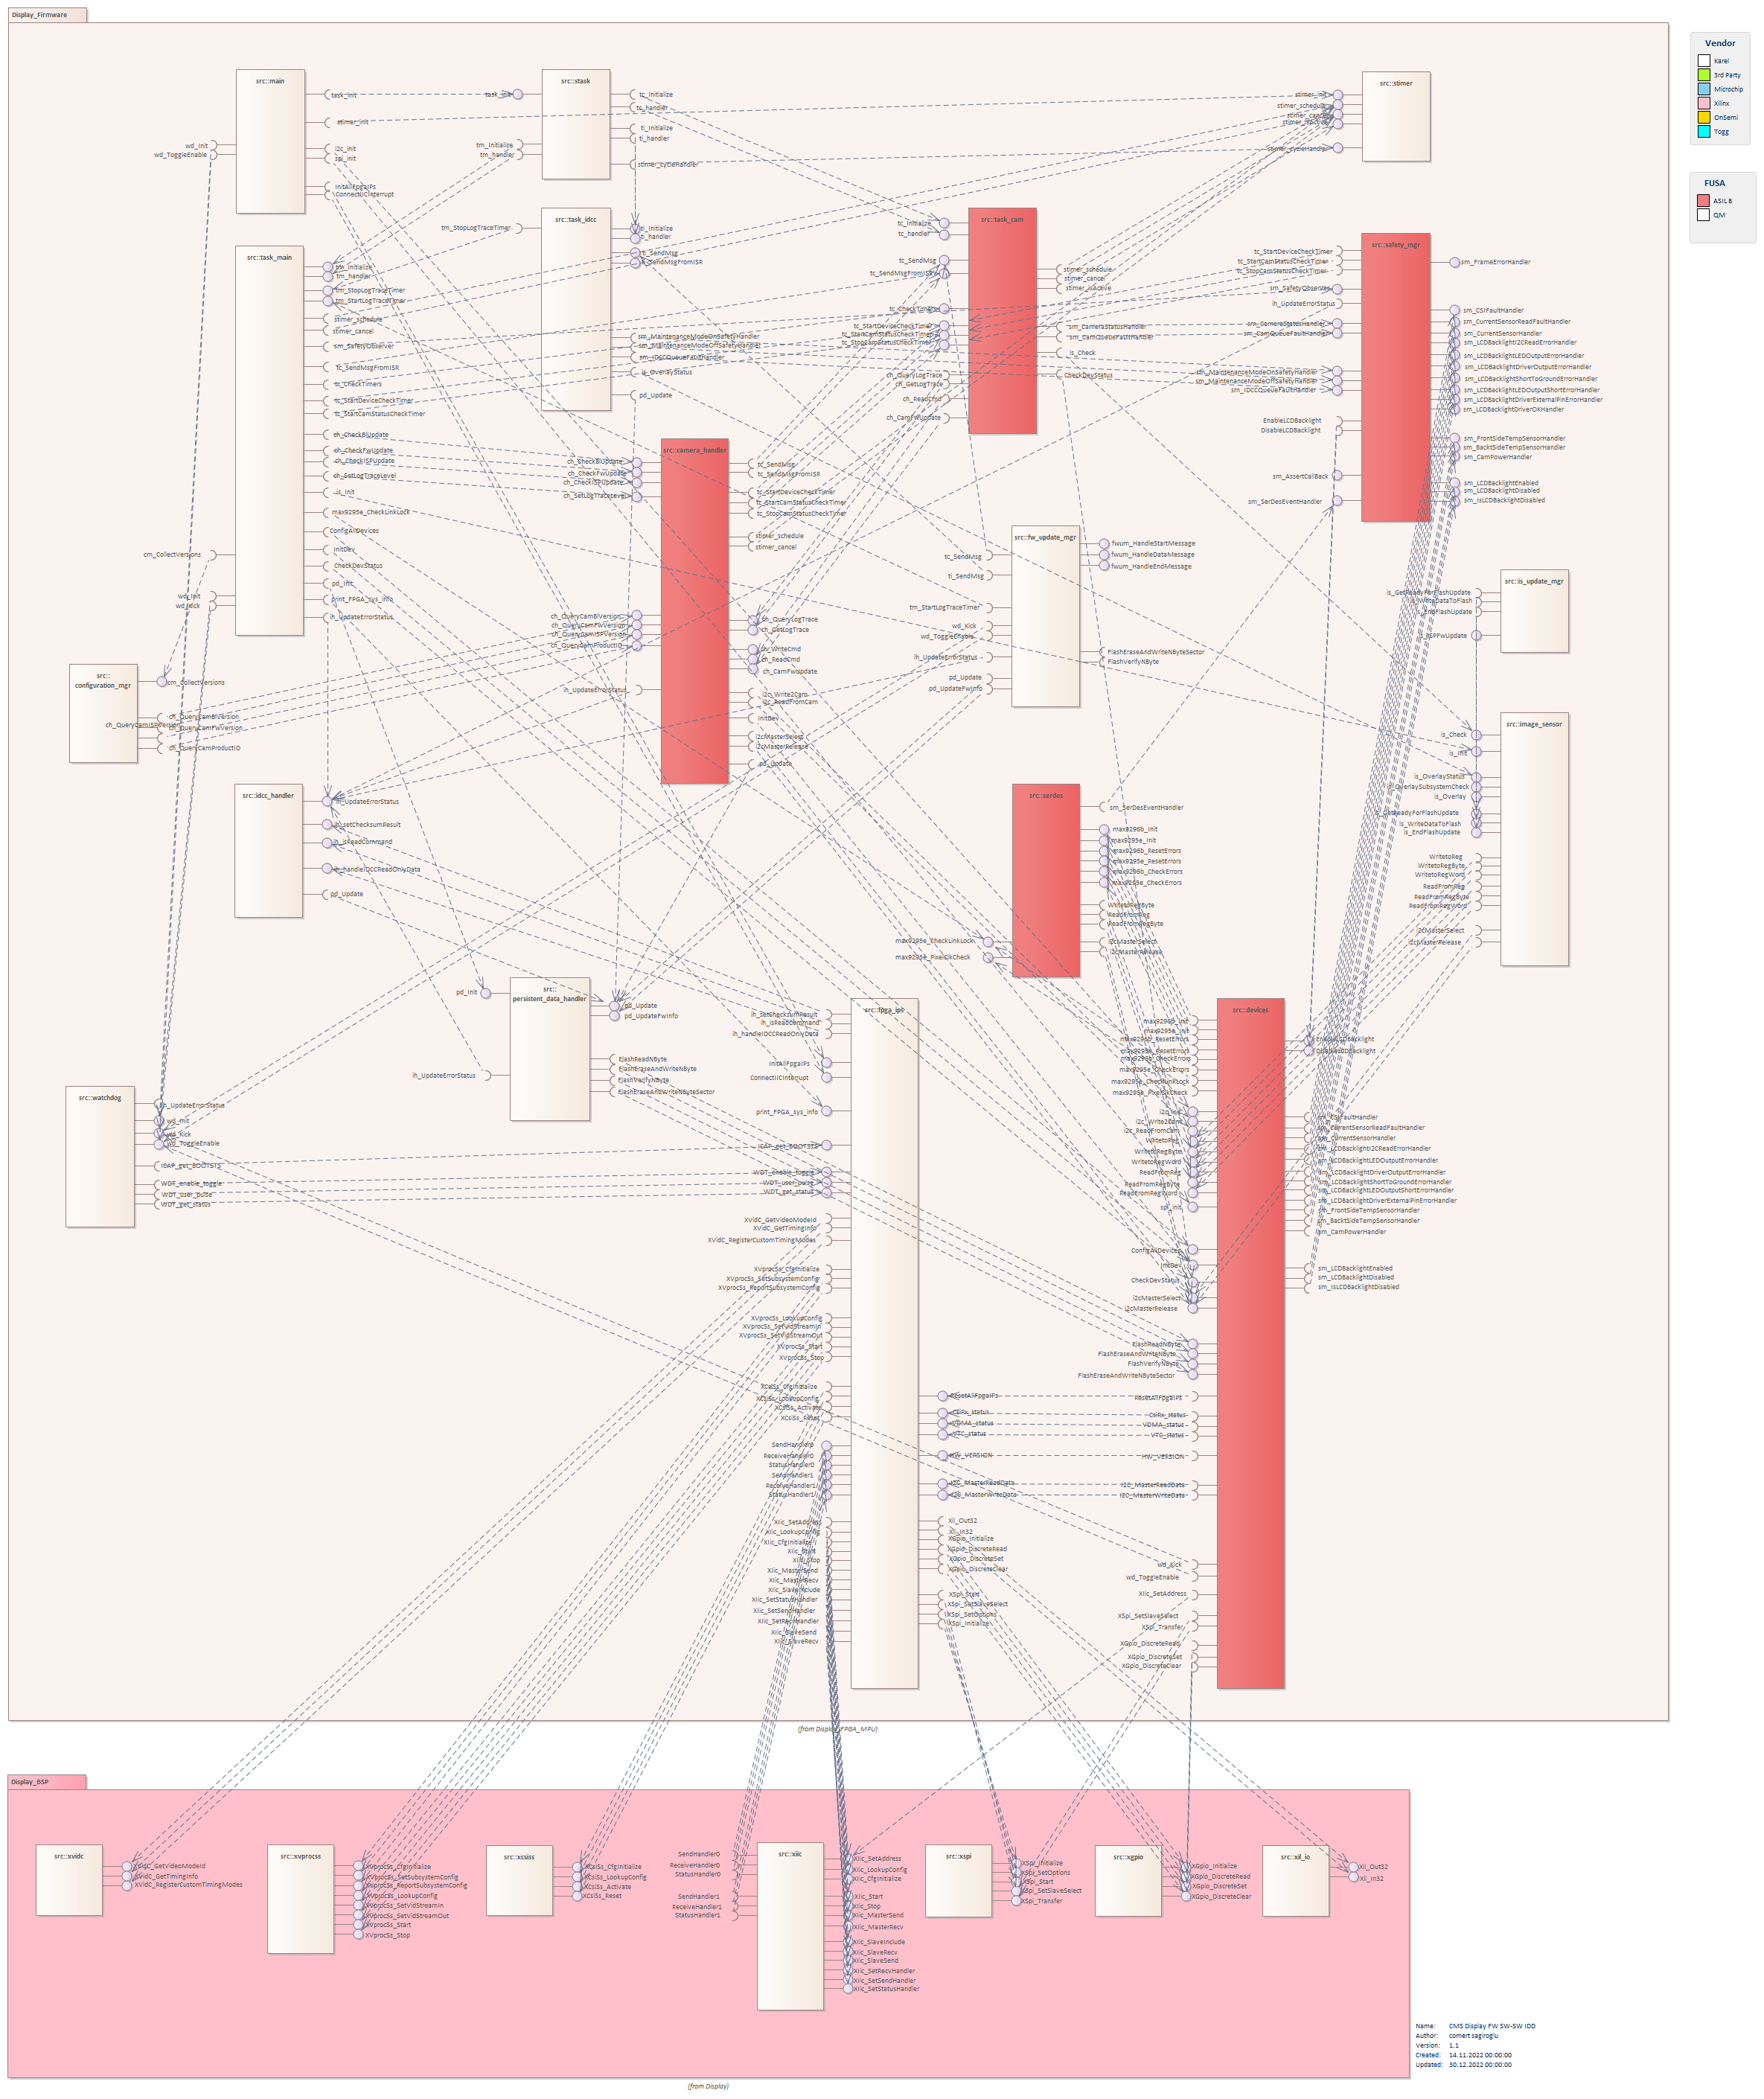 Display_Firmware
Vendor
Karel
3rd Party
Microchip
Xilinx
OnSemi
Togg
FUSA
ASIL B
QM
src::main
task_init
stimer_init
i2c_init
spi_init
InitAllFpgaIPs
ConnectIICInterrupt
wd_Init
wd_ToggleEnable
src::stask
task_init
tm_Initialize
tm_handler
tc_Initialize
tc_handler
ti_Initialize
ti_handler
stimer_cycleHandler
src::stimer
stimer_init
stimer_schedule
stimer_cancel
stimer_cycleHandler
src::task_idcc
tm_StopLogTraceTimer
ti_Initialize
ti_handler
ti_SendMsg
ti_SendMsgFromISR
sm_MaintenanceModeOnSafetyHandler
sm_MaintenanceModeOffSafetyHandler
sm_IDCCQueueFaultHandler
is_OverlayStatus
pd_Update
src::task_cam
tc_Initialize
tc_handler
tc_SendMsg
tc_SendMsgFromISR
tc_CheckTimers
tc_StartDeviceCheckTimer
tc_StartCamStatusCheckTimer
tc_StopCamStatusCheckTimer
ch_QueryLogTrace
ch_GetLogTrace
ch_ReadCmd
ch_CamFwUpdate
stimer_schedule
stimer_cancel
stimer_isActive
sm_CameraStatusHandler
sm_CamQueueFaultHandler
is_Check
CheckDevStatus
src::safety_mgr
tc_StartDeviceCheckTimer
tc_StartCamStatusCheckTimer
tc_StopCamStatusCheckTimer
sm_SafetyObserver
ih_UpdateErrorStatus
sm_CameraStatusHandler
sm_CamQueueFaultHandler
sm_MaintenanceModeOnSafetyHandler
sm_MaintenanceModeOffSafetyHandler
sm_IDCCQueueFaultHandler
EnableLCDBacklight
DisableLCDBacklight
sm_AssertCallBack
sm_SerDesEventHandler
sm_FrameErrorHandler
sm_CSIFaultHandler
sm_CurrentSensorReadFaultHandler
sm_CurrentSensorHandler
sm_LCDBacklightI2CReadErrorHandler
sm_LCDBacklightLEDOutputErrorHandler
sm_LCDBacklightDriverOutputErrorHandler
sm_LCDBacklightShortToGroundErrorHandler
sm_LCDBacklightLEDOutputShortErrorHandler
sm_LCDBacklightDriverExternalPinErrorHandler
sm_LCDBacklightDriverOKHandler
sm_FrontSideTempSensorHandler
sm_BacktSideTempSensorHandler
sm_CamPowerHandler
sm_LCDBacklightEnabled
sm_LCDBacklightDisabled
sm_IsLCDBacklightDisabled
src::task_main
tm_Initialize
tm_handler
tm_StopLogTraceTimer
tm_StartLogTraceTimer
stimer_schedule
stimer_cancel
sm_SafetyObserver
tc_SendMsgFromISR
tc_CheckTimers
tc_StartDeviceCheckTimer
tc_StartCamStatusCheckTimer
ch_CheckBlUpdate
ch_CheckFwUpdate
ch_CheckISPUpdate
ch_SetLogTraceLevel
is_Init
max9295e_CheckLinkLock
ConfigAllDevices
InitDev
CheckDevStatus
pd_Init
print_FPGA_sys_info
ih_UpdateErrorStatus
cm_CollectVersions
wd_Init
wd_Kick
src::camera_handler
ch_CheckBlUpdate
ch_CheckFwUpdate
ch_CheckISPUpdate
ch_SetLogTraceLevel
ch_QueryCamBlVersion
ch_QueryCamFwVersion
ch_QueryCamISPVersion
ch_QueryCamProductID
ih_UpdateErrorStatus
tc_SendMsg
tc_SendMsgFromISR
tc_StartDeviceCheckTimer
tc_StartCamStatusCheckTimer
tc_StopCamStatusCheckTimer
stimer_schedule
stimer_cancel
ch_QueryLogTrace
ch_GetLogTrace
ch_WriteCmd
ch_ReadCmd
ch_CamFwUpdate
i2c_Write2Cam
i2c_ReadFromCam
InitDev
i2cMasterSelect
i2cMasterRelease
pd_Update
src::fw_update_mgr
tc_SendMsg
ti_SendMsg
tm_StartLogTraceTimer
wd_Kick
wd_ToggleEnable
ih_UpdateErrorStatus
pd_Update
pd_UpdateFwInfo
fwum_HandleStartMessage
fwum_HandleDataMessage
fwum_HandleEndMessage
FlashEraseAndWriteNByteSector
FlashVerifyNByte
src::is_update_mgr
is_GetReadyForFlashUpdate
is_WriteDataToFlash
is_EndFlashUpdate
is_ISPFwUpdate
src::
configuration_mgr
cm_CollectVersions
ch_QueryCamBlVersion
ch_QueryCamISPVersion
ch_QueryCamFwVersion
ch_QueryCamProductID
src::image_sensor
is_Check
is_Init
is_OverlayStatus
is_OverlaySubsystemCheck
is_Overlay
is_GetReadyForFlashUpdate
is_WriteDataToFlash
is_EndFlashUpdate
WritetoReg
WritetoRegByte
WritetoRegWord
ReadFromReg
ReadFromRegByte
ReadFromRegWord
i2cMasterSelect
i2cMasterRelease
src::idcc_handler
ih_UpdateErrorStatus
ih_setChecksumResult
ih_isReadCommand
ih_handleIDCCReadOnlyData
pd_Update
src::serdes
sm_SerDesEventHandler
max9296b_Init
max9295e_Init
max9296b_ResetErrors
max9295e_ResetErrors
max9296b_CheckErrors
max9295e_CheckErrors
WritetoRegByte
ReadFromReg
ReadFromRegByte
i2cMasterSelect
i2cMasterRelease
max9295e_CheckLinkLock
max9295e_PixelClkCheck
src::
persistent_data_handler
pd_Init
ih_UpdateErrorStatus
pd_Update
pd_UpdateFwInfo
FlashReadNByte
FlashEraseAndWriteNByte
FlashVerifyNByte
FlashEraseAndWriteNByteSector
src::watchdog
ih_UpdateErrorStatus
wd_Init
wd_Kick
wd_ToggleEnable
ICAP_get_BOOTSTS
WDT_enable_toggle
WDT_user_pulse
WDT_get_status
src::fpga_ips
ih_setChecksumResult
ih_isReadCommand
ih_handleIDCCReadOnlyData
InitAllFpgaIPs
ConnectIICInterrupt
print_FPGA_sys_info
ICAP_get_BOOTSTS
WDT_enable_toggle
WDT_user_pulse
WDT_get_status
XVidC_GetVideoModeId
XVidC_GetTimingInfo
XVidC_RegisterCustomTimingModes
XVprocSs_CfgInitialize
XVprocSs_SetSubsystemConfig
XVprocSs_ReportSubsystemConfig
XVprocSs_LookupConfig
XVprocSs_SetVidStreamIn
XVprocSs_SetVidStreamOut
XVprocSs_Start
XVprocSs_Stop
XCsiSs_CfgInitialize
XCsiSs_LookupConfig
XCsiSs_Activate
XCsiSs_Reset
SendHandler0
ReceiveHandler0
StatusHandler0
SendHandler1
ReceiveHandler1
StatusHandler1
XIic_SetAddress
XIic_LookupConfig
XIic_CfgInitialize
XIic_Start
XIic_Stop
XIic_MasterSend
XIic_MasterRecv
XIic_SlaveInclude
XIic_SetStatusHandler
XIic_SetSendHandler
XIic_SetRecvHandler
XIic_SlaveSend
XIic_SlaveRecv
ResetAllFpgaIPs
CsiRx_status
VDMA_status
VTC_status
HW_VERSION
I2C_MasterReadData
I2C_MasterWriteData
Xil_Out32
Xil_In32
XGpio_Initialize
XGpio_DiscreteRead
XGpio_DiscreteSet
XGpio_DiscreteClear
XSpi_Start
XSpi_SetSlaveSelect
XSpi_SetOptions
XSpi_Initialize
src::devices
max9296b_Init
max9295e_Init
max9296b_ResetErrors
max9295e_ResetErrors
max9296b_CheckErrors
max9295e_CheckErrors
max9295e_CheckLinkLock
max9295e_PixelClkCheck
i2c_init
i2c_Write2Cam
i2c_ReadFromCam
WritetoReg
WritetoRegByte
WritetoRegWord
ReadFromReg
ReadFromRegByte
ReadFromRegWord
spi_init
ConfigAllDevices
InitDev
CheckDevStatus
i2cMasterSelect
i2cMasterRelease
FlashReadNByte
FlashEraseAndWriteNByte
FlashVerifyNByte
FlashEraseAndWriteNByteSector
ResetAllFpgaIPs
CsiRx_status
VDMA_status
VTC_status
HW_VERSION
I2C_MasterReadData
I2C_MasterWriteData
wd_Kick
wd_ToggleEnable
XIic_SetAddress
XSpi_SetSlaveSelect
XSpi_Transfer
XGpio_DiscreteRead
XGpio_DiscreteSet
XGpio_DiscreteClear
EnableLCDBacklight
DisableLCDBacklight
sm_CSIFaultHandler
sm_CurrentSensorReadFaultHandler
sm_CurrentSensorHandler
sm_LCDBacklightI2CReadErrorHandler
sm_LCDBacklightLEDOutputErrorHandler
sm_LCDBacklightDriverOutputErrorHandler
sm_LCDBacklightShortToGroundErrorHandler
sm_LCDBacklightLEDOutputShortErrorHandler
sm_LCDBacklightDriverExternalPinErrorHandler
sm_FrontSideTempSensorHandler
sm_BacktSideTempSensorHandler
sm_CamPowerHandler
sm_LCDBacklightEnabled
sm_LCDBacklightDisabled
sm_IsLCDBacklightDisabled
(from Display_FPGA_MPU)
Display_BSP
src::xvidc
XVidC_GetVideoModeId
XVidC_GetTimingInfo
XVidC_RegisterCustomTimingModes
src::xvprocss
XVprocSs_CfgInitialize
XVprocSs_SetSubsystemConfig
XVprocSs_ReportSubsystemConfig
XVprocSs_LookupConfig
XVprocSs_SetVidStreamIn
XVprocSs_SetVidStreamOut
XVprocSs_Start
XVprocSs_Stop
src::xcsiss
XCsiSs_CfgInitialize
XCsiSs_LookupConfig
XCsiSs_Activate
XCsiSs_Reset
src::xiic
SendHandler0
ReceiveHandler0
StatusHandler0
SendHandler1
ReceiveHandler1
StatusHandler1
XIic_SetAddress
XIic_LookupConfig
XIic_CfgInitialize
XIic_Start
XIic_Stop
XIic_MasterSend
XIic_MasterRecv
XIic_SlaveInclude
XIic_SlaveRecv
XIic_SlaveSend
XIic_SetRecvHandler
XIic_SetSendHandler
XIic_SetStatusHandler
src::xspi
XSpi_Initialize
XSpi_SetOptions
XSpi_Start
XSpi_SetSlaveSelect
XSpi_Transfer
src::xgpio
XGpio_Initialize
XGpio_DiscreteRead
XGpio_DiscreteSet
XGpio_DiscreteClear
src::xil_io
Xil_Out32
Xil_In32
(from Display)
Name: CMS Display FW SW-SW IDD
Author: comert sagiroglu
Version: 1.1
Created: 14.11.2022 00:00:00
Updated: 30.12.2022 00:00:00